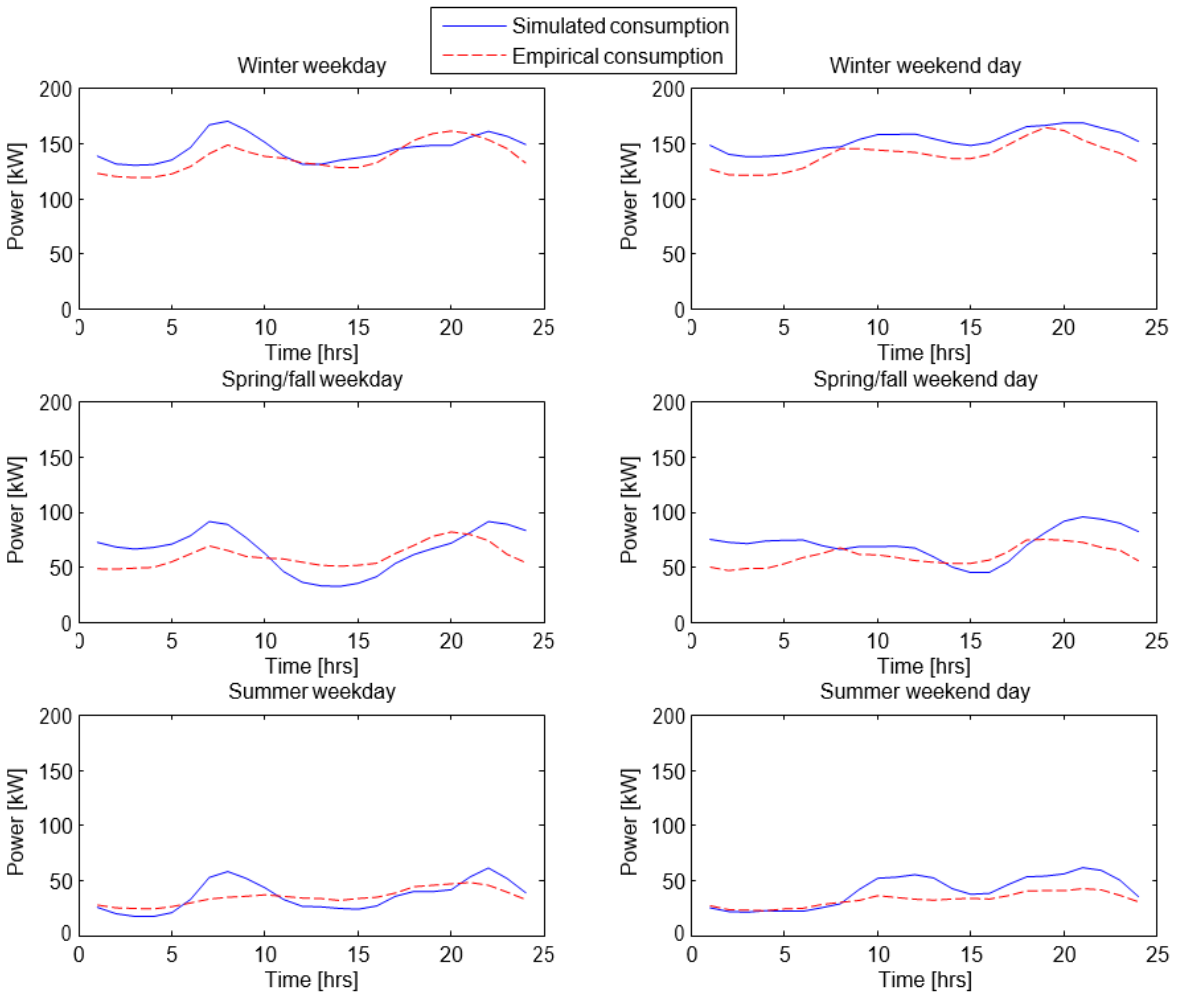 Simulated consumption
Empirical consumption
Winter weekday
200
150
100
50
0
0 5 10 15 20 25
Power [kW]
Time [hrs]
Winter weekend day
200
150
100
50
0
0 5 10 15 20 25
Power [kW]
Time [hrs]
Spring/fall weekday
200
150
100
50
0
0 5 10 15 20 25
Power [kW]
Time [hrs]
Spring/fall weekend day
200
150
100
50
0
0 5 10 15 20 25
Power [kW]
Time [hrs]
Summer weekday
200
150
100
50
0
0 5 10 15 20 25
Power [kW]
Time [hrs]
Summer weekend day
200
150
100
50
0
0 5 10 15 20 25
Power [kW]
Time [hrs]